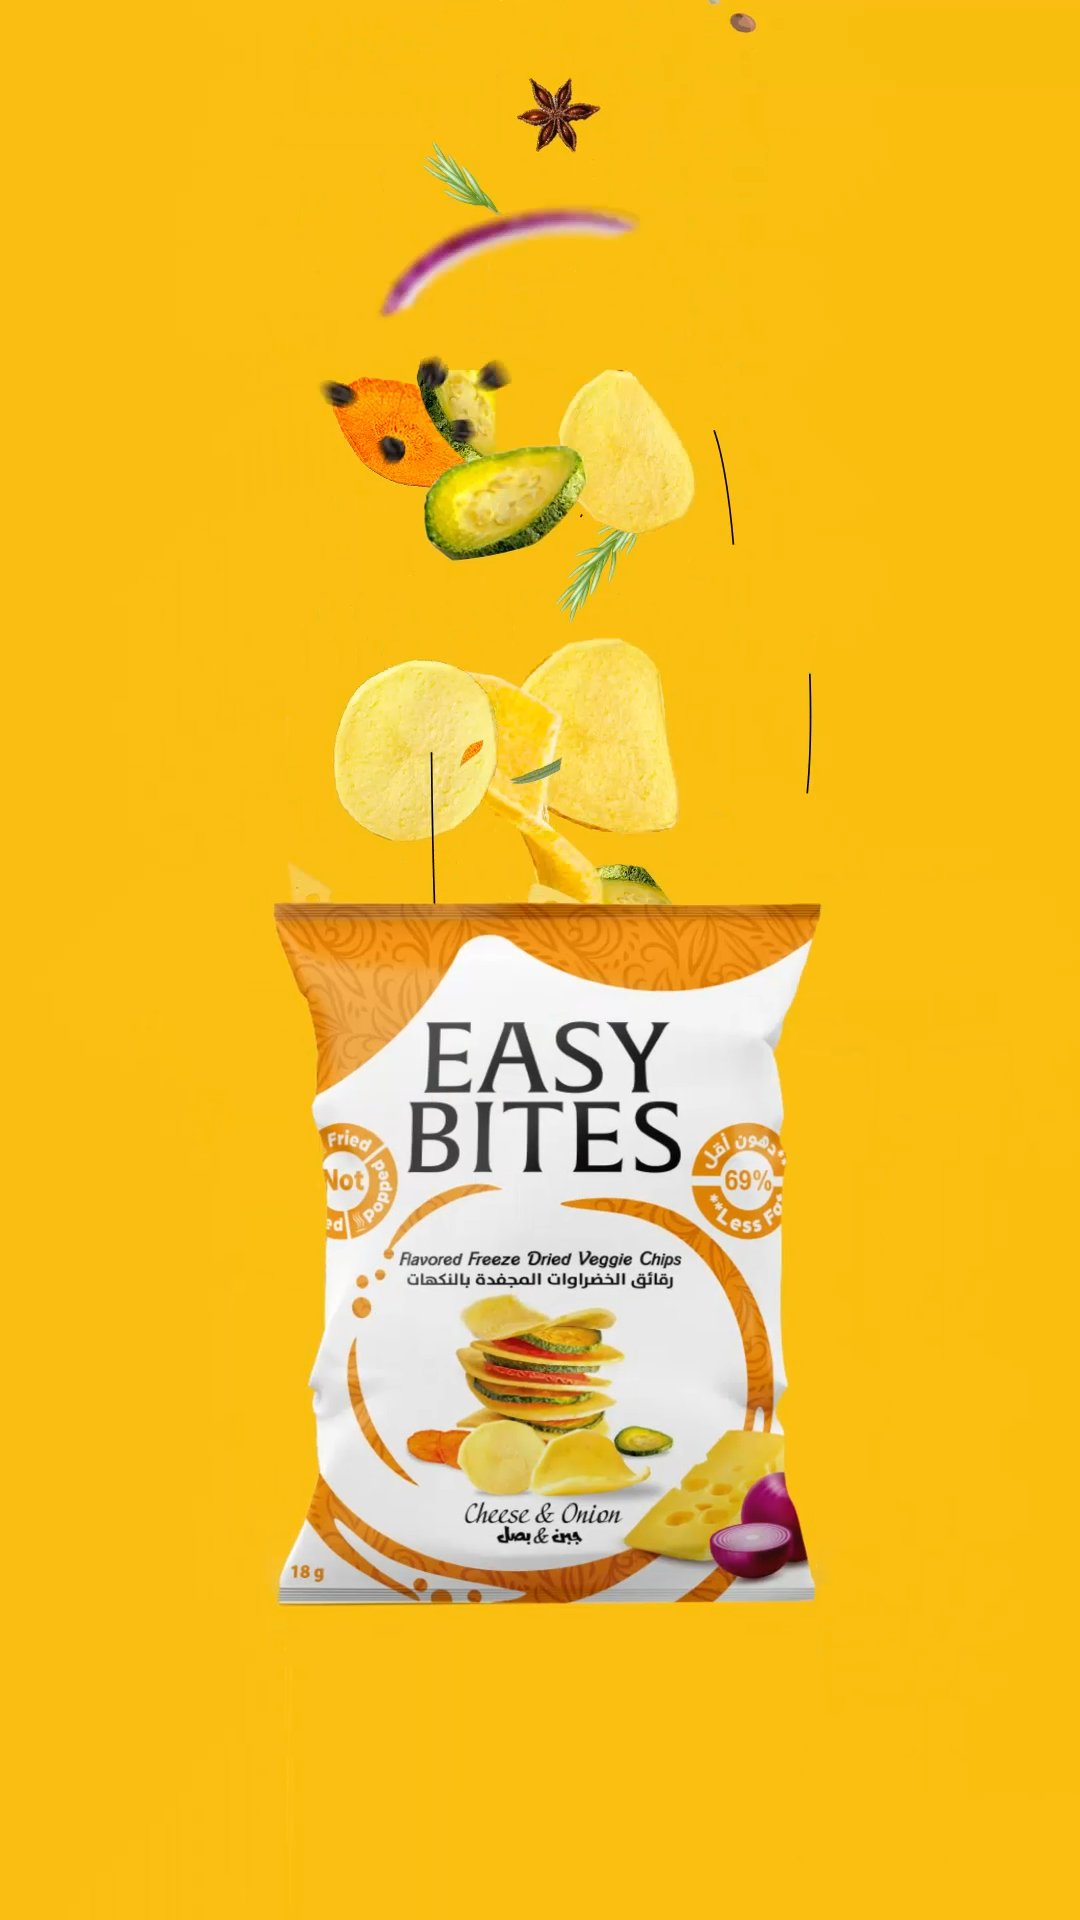 EASY
BITES
Fried
Not
Popped
دهون أقل**
69%
**Less Fa
Flavored Freeze Dried Veggie Chips
رقائق الخضراوات المجفدة بالنكهات
Cheese & Onion
جبن & بصل
18 g